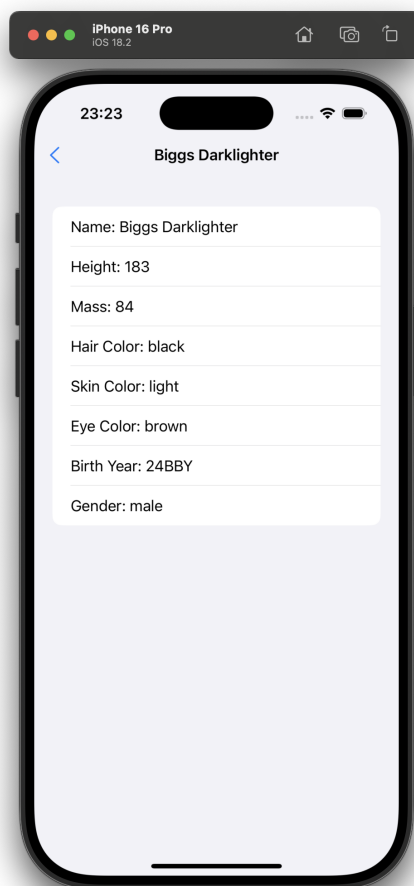 iPhone 16 Pro
iOS 18.2
23:23
Biggs Darklighter
Name: Biggs Darklighter
Height: 183
Mass: 84
Hair Color: black
Skin Color: light
Eye Color: brown
Birth Year: 24BBY
Gender: male